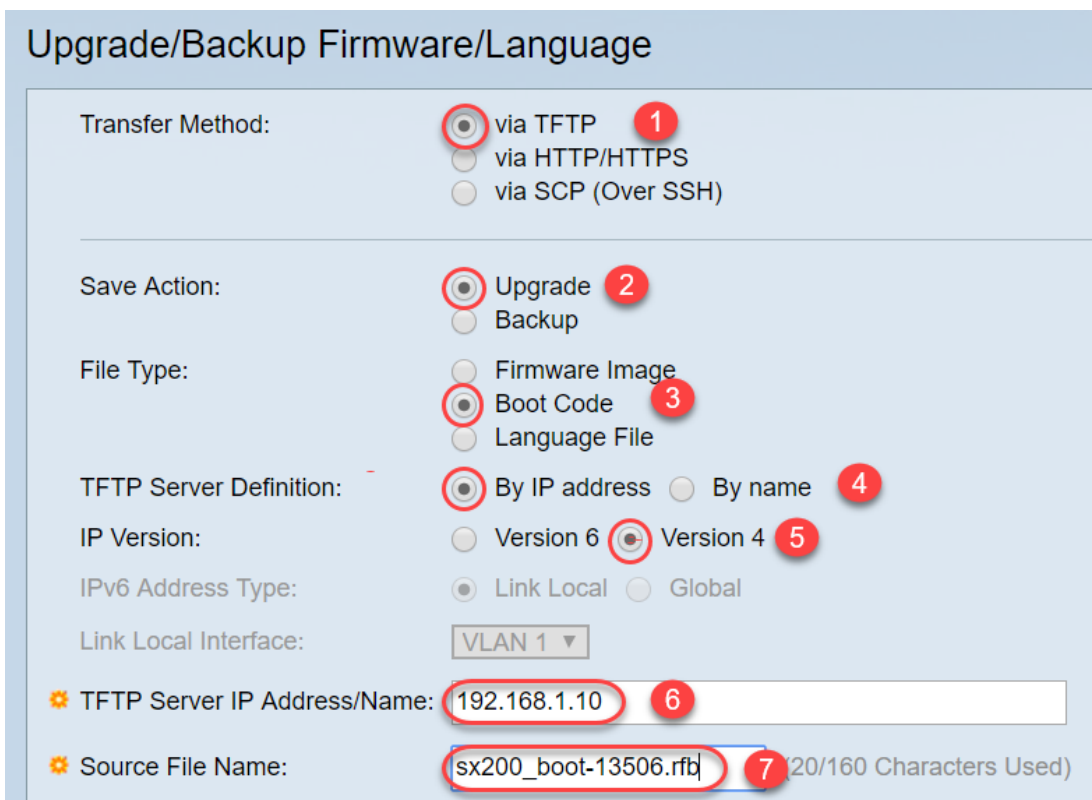 Upgrade/Backup Firmware/Language
Transfer Method: via TFTP 1
via HTTP/HTTPS
via SCP (Over SSH)
Save Action: Upgrade 2
Backup
File Type: Firmware Image
Boot Code 3
Language File
TFTP Server Definition: By IP address By name 4
IP Version: Version 6 Version 4 5
IPv6 Address Type: Link Local Global
Link Local Interface: VLAN 1
TFTP Server IP Address/Name: 192.168.1.10 6
Source File Name: sx200_boot-13506.rfb 7 (20/160 Characters Used)